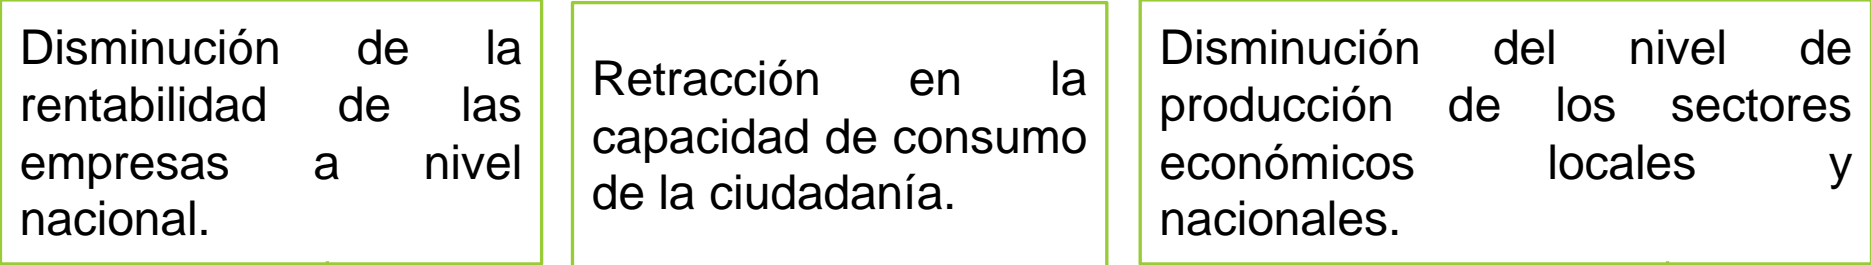 Disminución de la
rentabilidad de las
empresas a nivel
nacional.
Retracción en la
capacidad de consumo
de la ciudadanía.
Disminución del nivel de
producción de los sectores
económicos locales y
nacionales.